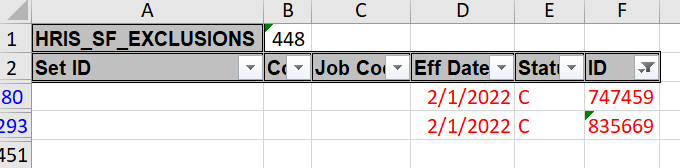 A B C D E F
1 HRIS_SF_EXCLUSIONS 448
2 Set ID Co Job Coo Eff Date Statu ID
80 2/1/2022 C 747459
293 2/1/2022 C 835669
451